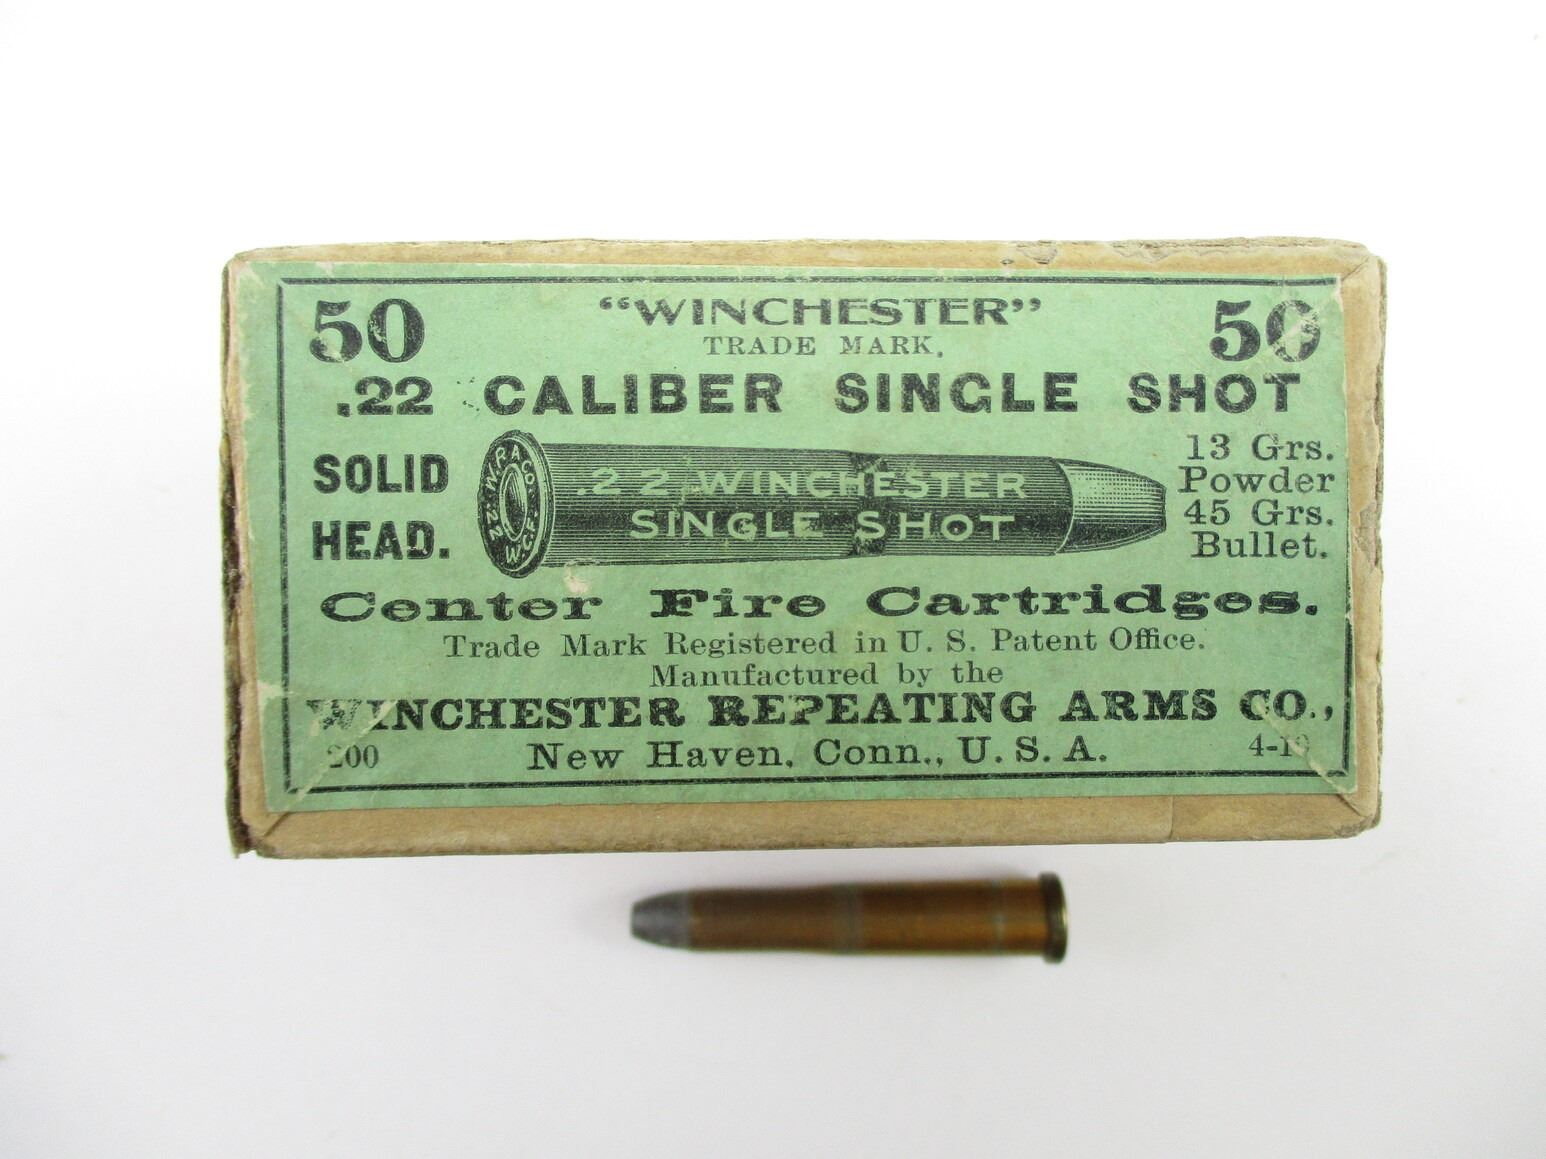 50 "WINCHESTER" 50
TRADE MARK.
.22 CALIBER SINGLE SHOT
SOLID
HEAD.
W.R.A.CO.
.22 W.C.F.
.22 WINCHESTER
SINGLE SHOT
13 Grs.
Powder
45 Grs.
Bullet.
Center Fire Cartridges.
Trade Mark Registered in U. S. Patent Office.
Manufactured by the
WINCHESTER REPEATING ARMS CO.,
200 New Haven, Conn., U. S. A.